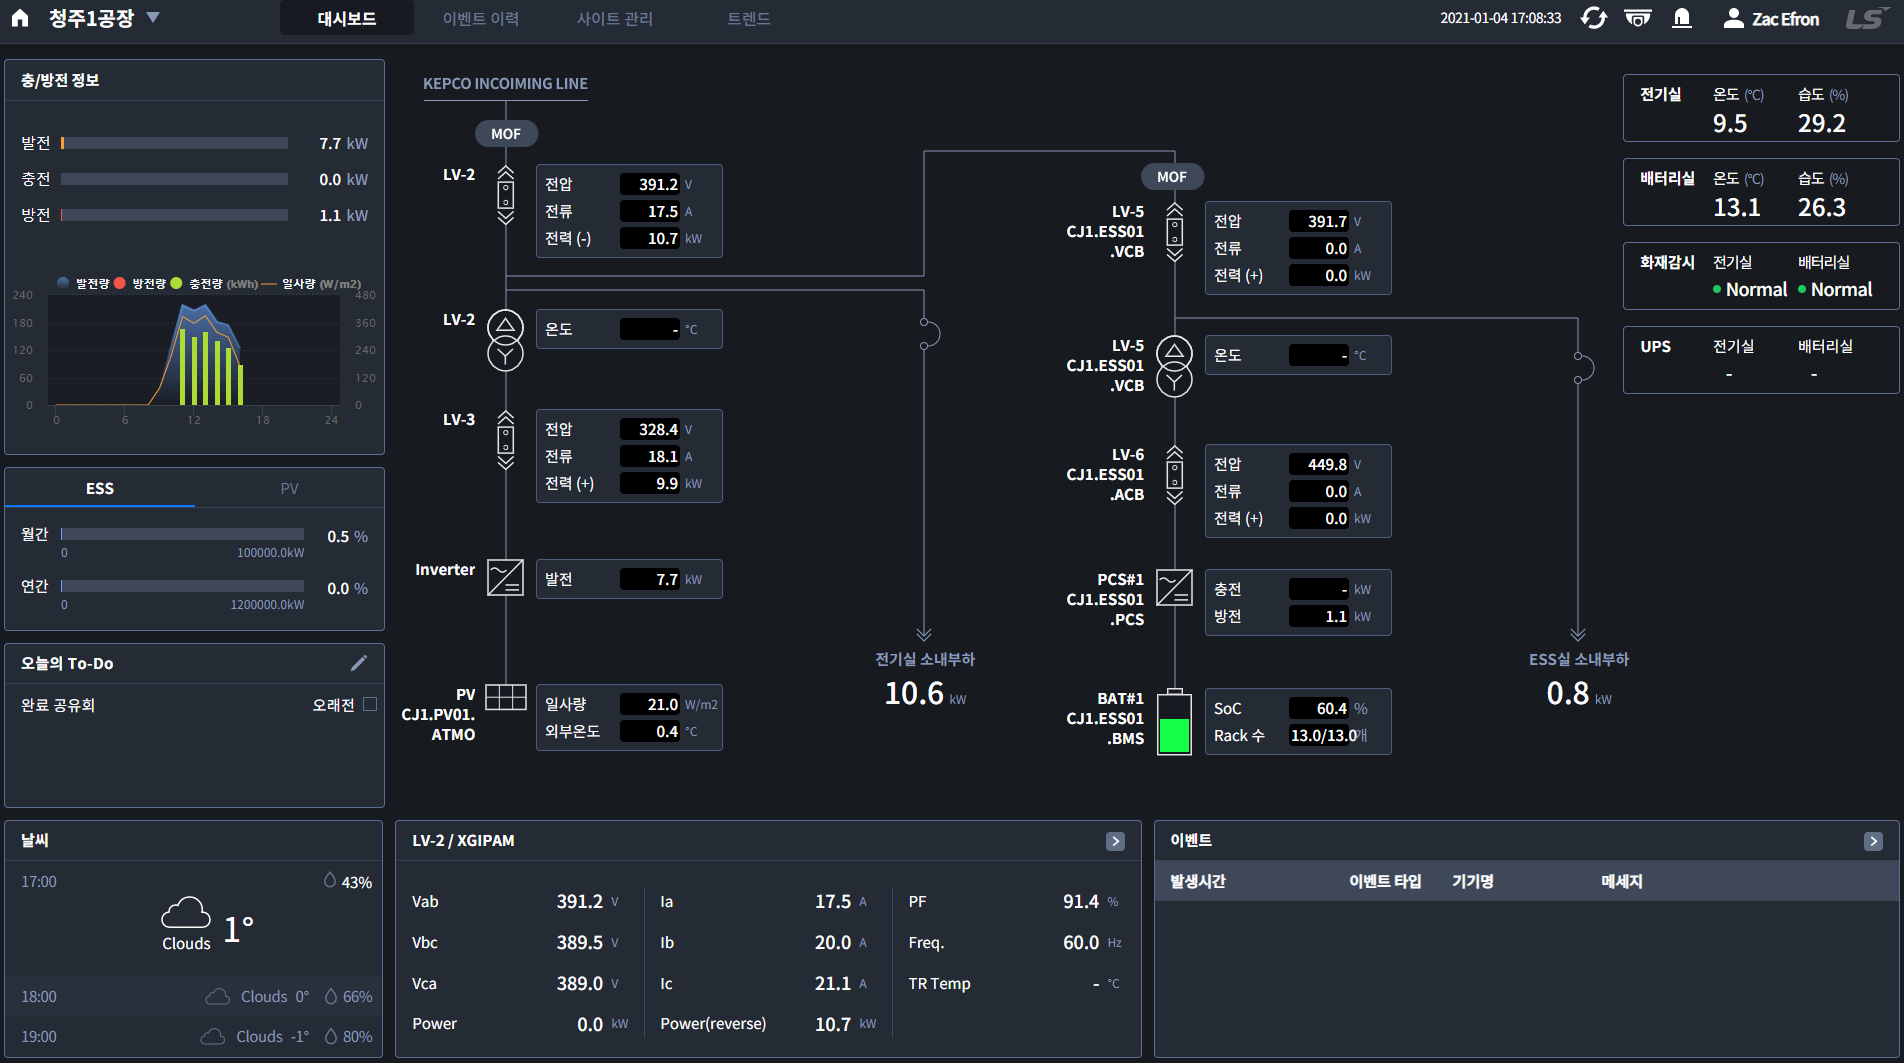 청주1공장
대시보드
이벤트 이력
사이트 관리
트렌드
2021-01-04 17:08:33
Zac Efron
LS
충/방전 정보
발전 7.7 kW
충전 0.0 kW
방전 1.1 kW
발전량 방전량 충전량 (kWh) 일사량 (W/m2)
240 480
180 360
120 240
60 120
0 0
0 6 12 18 24
ESS PV
월간 0.5 %
0 100000.0kW
연간 0.0 %
0 1200000.0kW
오늘의 To-Do
완료 공유회 오래전
날씨
17:00 43%
Clouds 1°
18:00 Clouds 0° 66%
19:00 Clouds -1° 80%
KEPCO INCOIMING LINE
MOF
LV-2
전압 391.2 V
전류 17.5 A
전력 (-) 10.7 kW
LV-2
온도 - °C
LV-3
전압 328.4 V
전류 18.1 A
전력 (+) 9.9 kW
Inverter
발전 7.7 kW
PV
CJ1.PV01.
ATMO
일사량 21.0 W/m2
외부온도 0.4 °C
전기실 소내부하
10.6 kW
MOF
LV-5
CJ1.ESS01
.VCB
전압 391.7 V
전류 0.0 A
전력 (+) 0.0 kW
LV-5
CJ1.ESS01
.VCB
온도 - °C
LV-6
CJ1.ESS01
.ACB
전압 449.8 V
전류 0.0 A
전력 (+) 0.0 kW
PCS#1
CJ1.ESS01
.PCS
충전 - kW
방전 1.1 kW
BAT#1
CJ1.ESS01
.BMS
SoC 60.4 %
Rack 수 13.0/13.0개
ESS실 소내부하
0.8 kW
전기실 온도 (°C) 습도 (%)
9.5 29.2
배터리실 온도 (°C) 습도 (%)
13.1 26.3
화재감시 전기실 배터리실
Normal Normal
UPS 전기실 배터리실
- -
LV-2 / XGIPAM
Vab 391.2 V Ia 17.5 A PF 91.4 %
Vbc 389.5 V Ib 20.0 A Freq. 60.0 Hz
Vca 389.0 V Ic 21.1 A TR Temp - °C
Power 0.0 kW Power(reverse) 10.7 kW
이벤트
발생시간 이벤트 타입 기기명 메세지